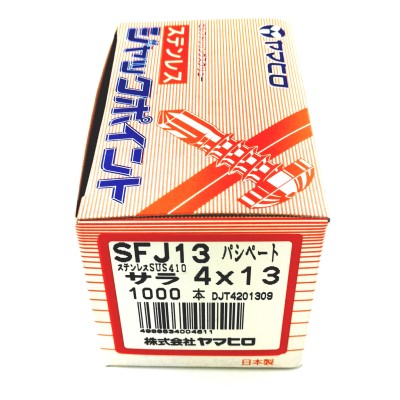 ヤマヒロ
ステンレス
ジャックポイント
SFJ13 パシペート
ステンレスSUS410
サラ 4×13
1000 本 DJT4201309
株式会社ヤマヒロ
日本製